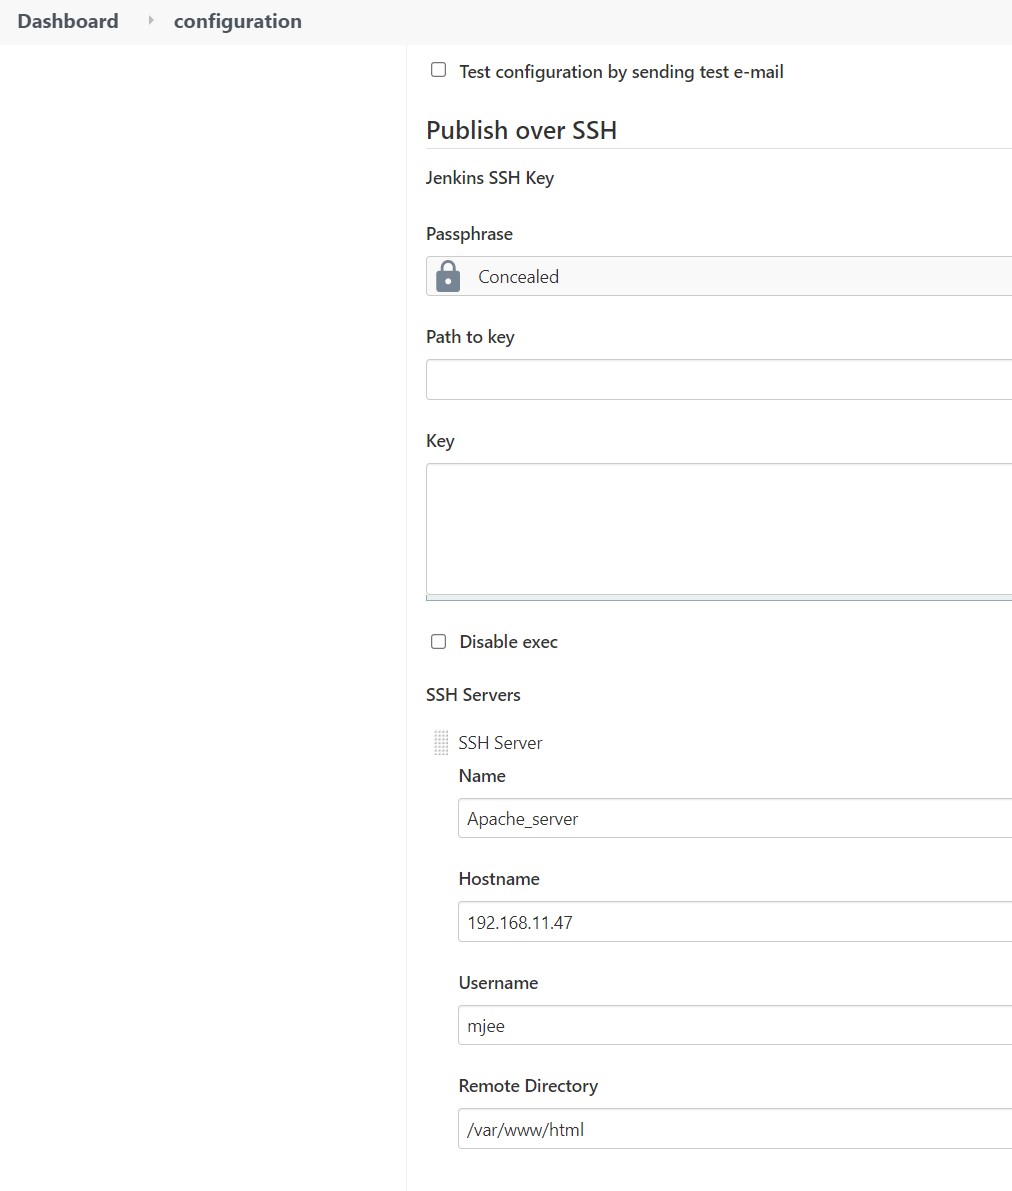 Dashboard configuration
Test configuration by sending test e-mail
Publish over SSH
Jenkins SSH Key
Passphrase
Concealed
Path to key
Key
Disable exec
SSH Servers
SSH Server
Name
Apache_server
Hostname
192.168.11.47
Username
mjee
Remote Directory
/var/www/html